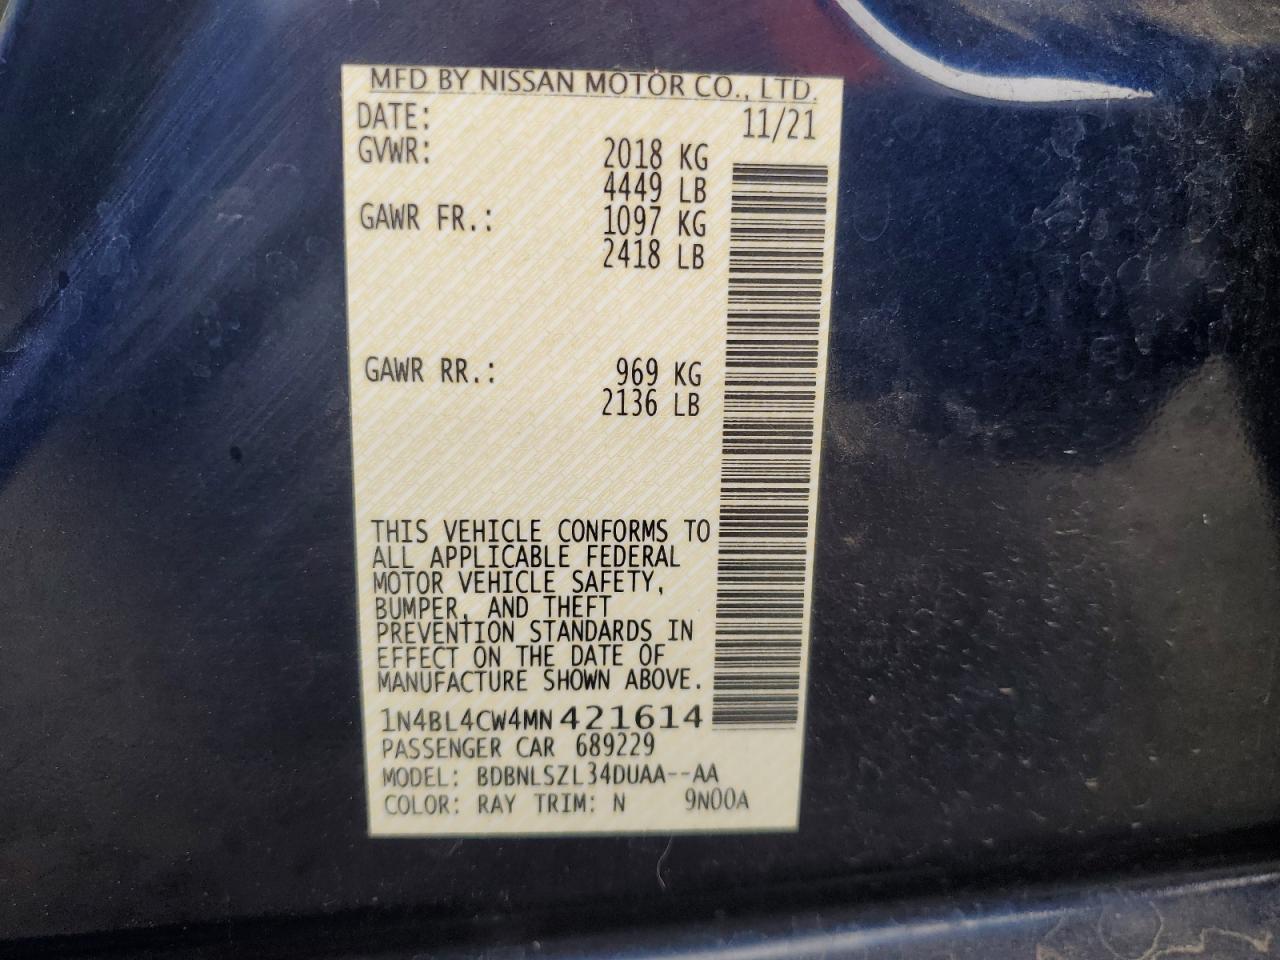 MFD BY NISSAN MOTOR CO., LTD.
DATE: 11/21
GVWR: 2018 KG
4449 LB
GAWR FR.: 1097 KG
2418 LB
GAWR RR.: 969 KG
2136 LB
THIS VEHICLE CONFORMS TO
ALL APPLICABLE FEDERAL
MOTOR VEHICLE SAFETY,
BUMPER, AND THEFT
PREVENTION STANDARDS IN
EFFECT ON THE DATE OF
MANUFACTURE SHOWN ABOVE.
1N4BL4CW4MN421614
PASSENGER CAR 689229
MODEL: BDBNLSZL34DUAA--AA
COLOR: RAY TRIM: N 9N00A